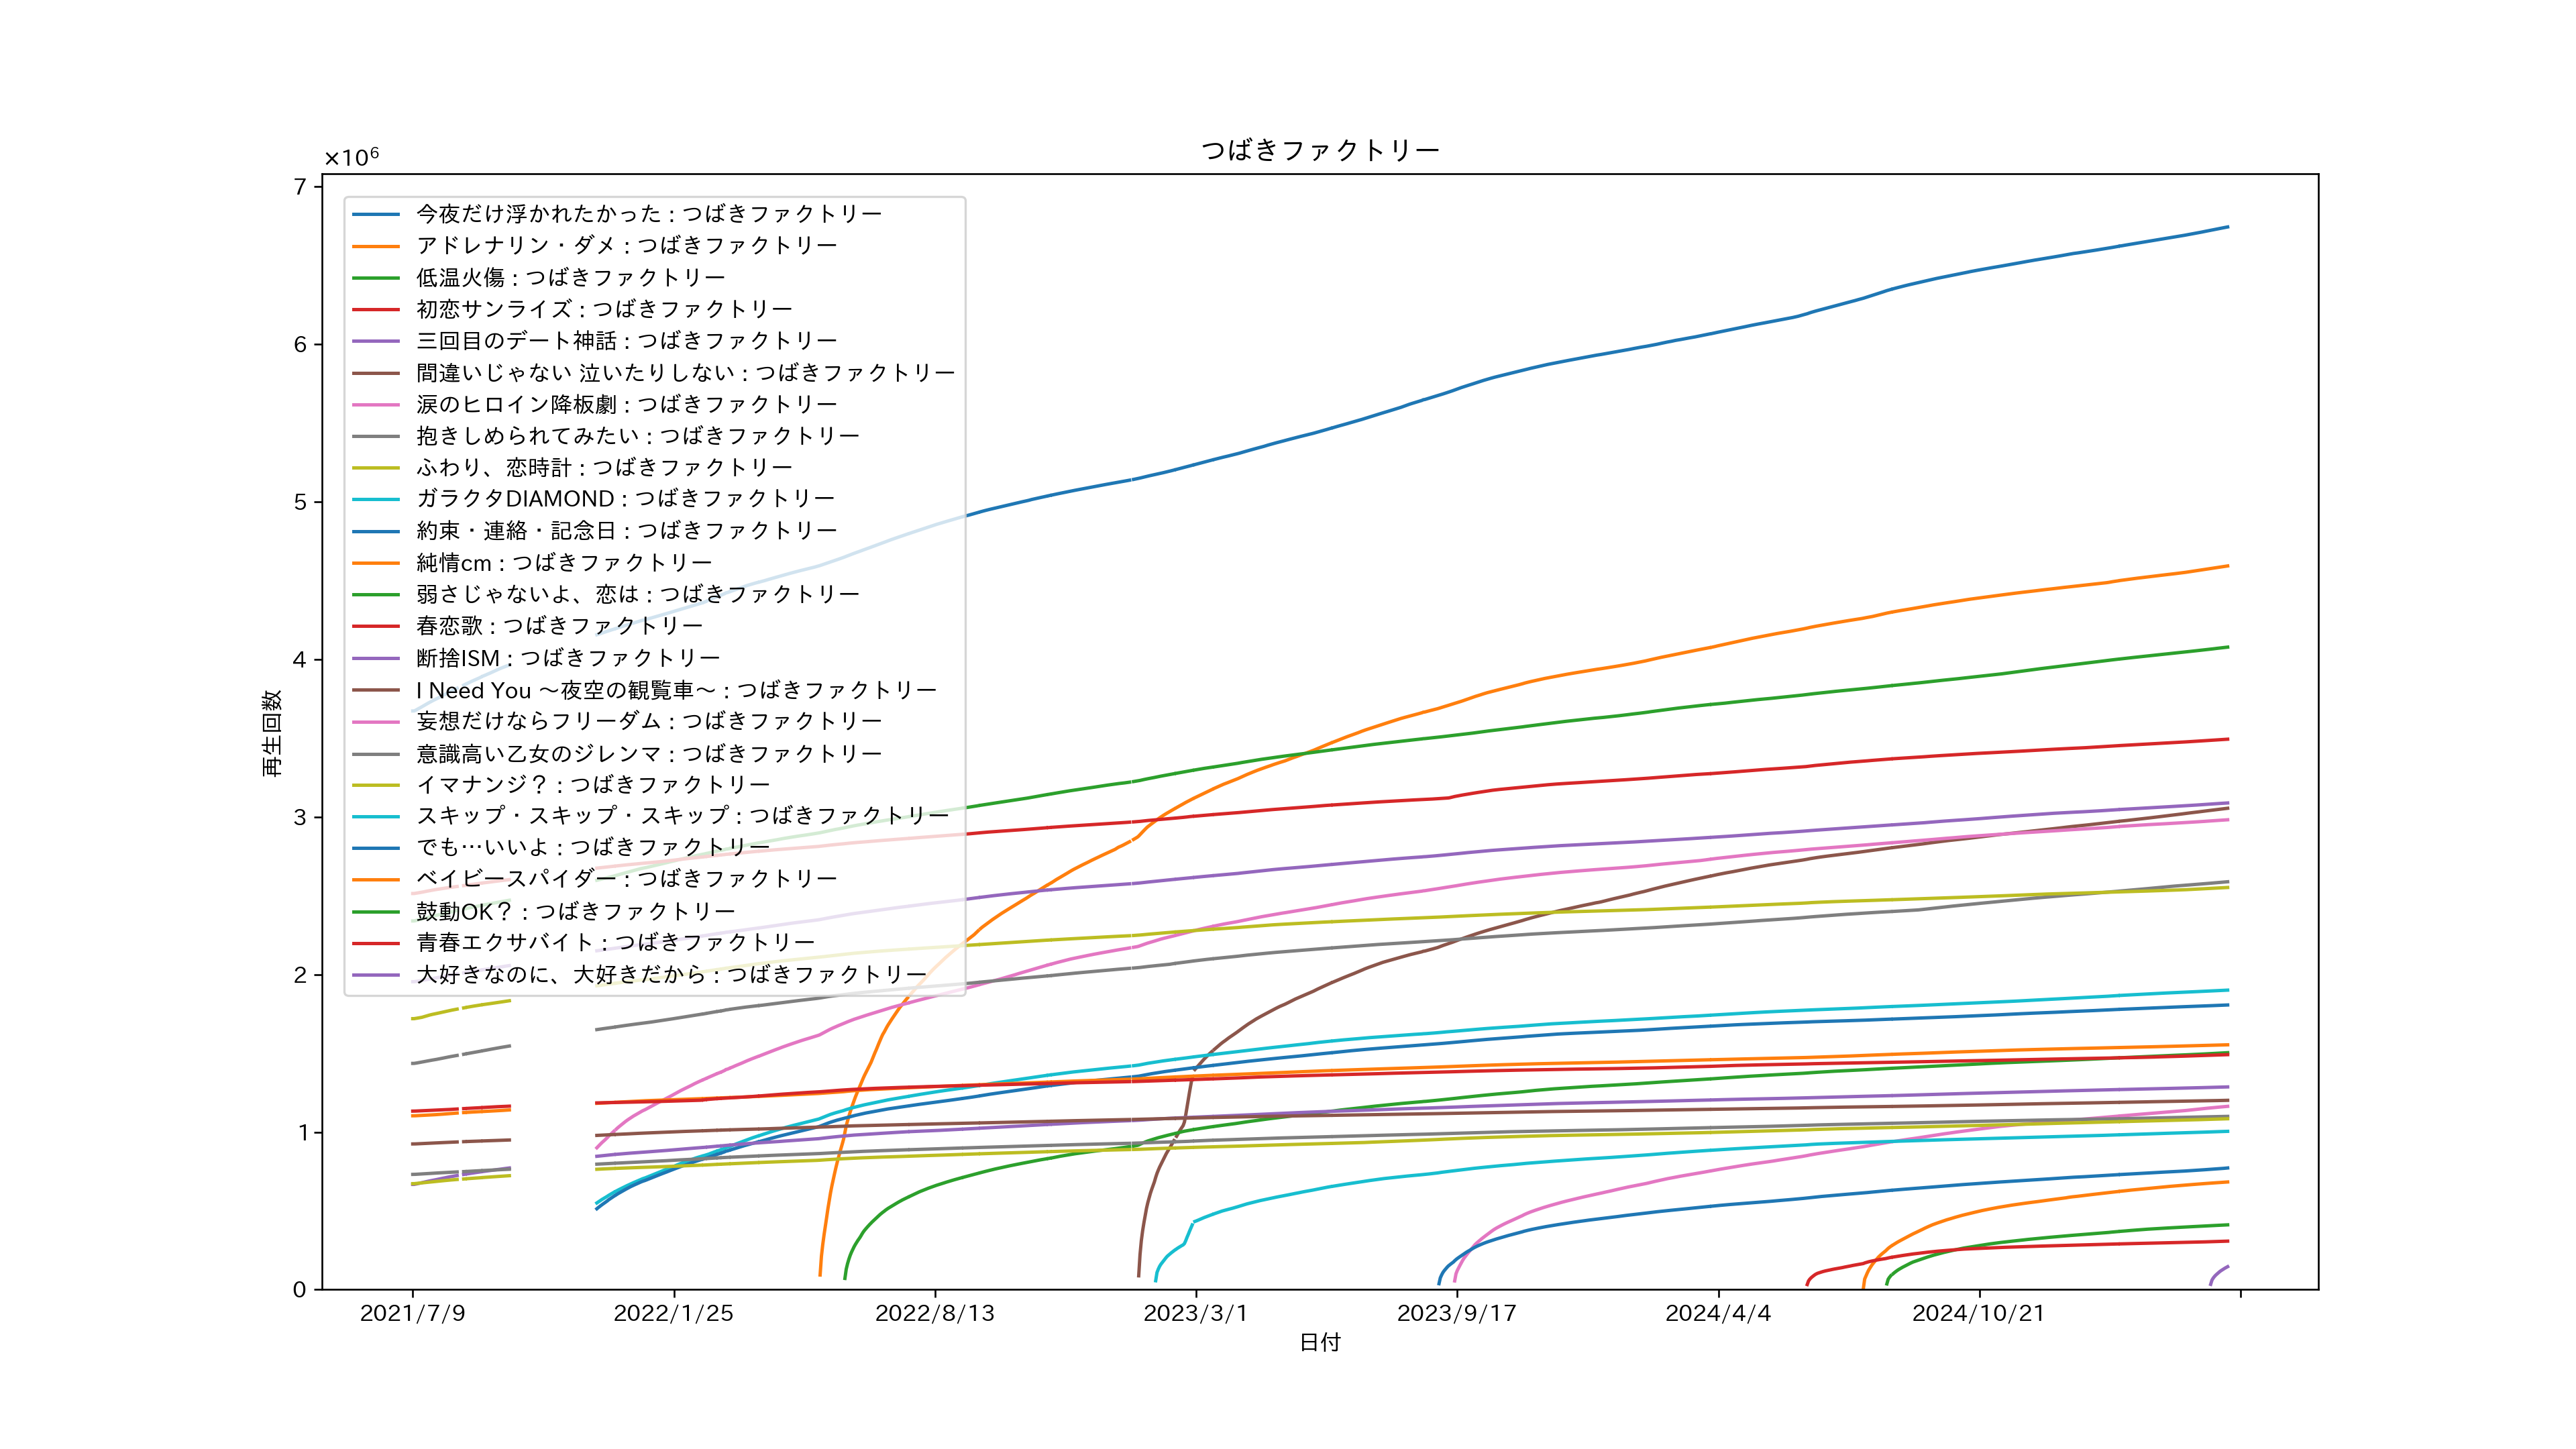 つばきファクトリー
×10⁶
7
6
5
4
3
2
1
0
再生回数
今夜だけ浮かれたかった : つばきファクトリー
アドレナリン・ダメ : つばきファクトリー
低温火傷 : つばきファクトリー
初恋サンライズ : つばきファクトリー
三回目のデート神話 : つばきファクトリー
間違いじゃない 泣いたりしない : つばきファクトリー
涙のヒロイン降板劇 : つばきファクトリー
抱きしめられてみたい : つばきファクトリー
ふわり、恋時計 : つばきファクトリー
ガラクタDIAMOND : つばきファクトリー
約束・連絡・記念日 : つばきファクトリー
純情cm : つばきファクトリー
弱さじゃないよ、恋は : つばきファクトリー
春恋歌 : つばきファクトリー
断捨ISM : つばきファクトリー
I Need You ～夜空の観覧車～ : つばきファクトリー
妄想だけならフリーダム : つばきファクトリー
意識高い乙女のジレンマ : つばきファクトリー
イマナンジ？ : つばきファクトリー
スキップ・スキップ・スキップ : つばきファクトリー
でも…いいよ : つばきファクトリー
ベイビースパイダー : つばきファクトリー
鼓動OK？ : つばきファクトリー
青春エクサバイト : つばきファクトリー
大好きなのに、大好きだから : つばきファクトリー
2021/7/9 2022/1/25 2022/8/13 2023/3/1 2023/9/17 2024/4/4 2024/10/21
日付